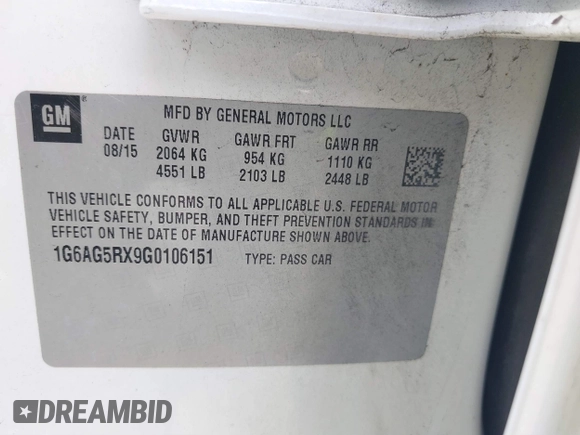 GM ®
MFD BY GENERAL MOTORS LLC
DATE GVWR GAWR FRT GAWR RR
08/15 2064 KG 954 KG 1110 KG
4551 LB 2103 LB 2448 LB
THIS VEHICLE CONFORMS TO ALL APPLICABLE U.S. FEDERAL MOTOR
VEHICLE SAFETY, BUMPER, AND THEFT PREVENTION STANDARDS IN
EFFECT ON THE DATE OF MANUFACTURE SHOWN ABOVE.
1G6AG5RX9G0106151 TYPE: PASS CAR
DREAMBID